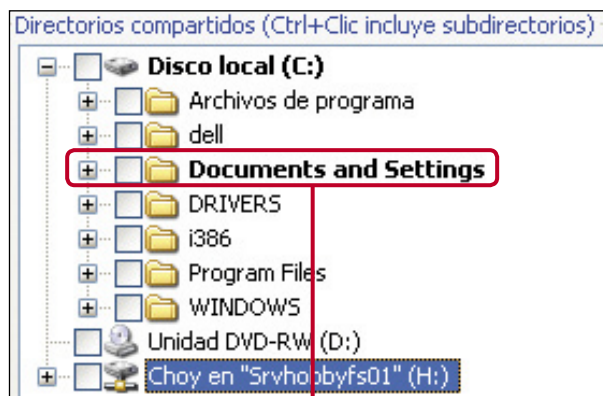 Directorios compartidos (Ctrl+Clic incluye subdirectorios)
Disco local (C:)
Archivos de programa
dell
Documents and Settings
DRIVERS
i386
Program Files
WINDOWS
Unidad DVD-RW (D:)
Choy en "Srvhobbyfs01" (H:)